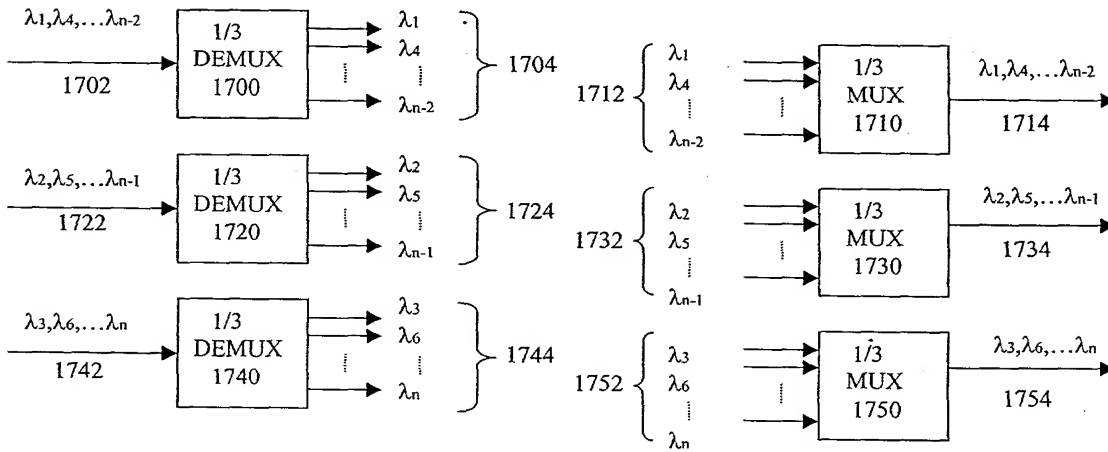 λ1,λ4,...λn-2
1702
1/3
DEMUX
1700
λ1
λ4
λn-2
1704
λ2,λ5,...λn-1
1722
1/3
DEMUX
1720
λ2
λ5
λn-1
1724
λ3,λ6,...λn
1742
1/3
DEMUX
1740
λ3
λ6
λn
1744
1712
λ1
λ4
λn-2
1/3
MUX
1710
λ1,λ4,...λn-2
1714
1732
λ2
λ5
λn-1
1/3
MUX
1730
λ2,λ5,...λn-1
1734
1752
λ3
λ6
λn
1/3
MUX
1750
λ3,λ6,...λn
1754